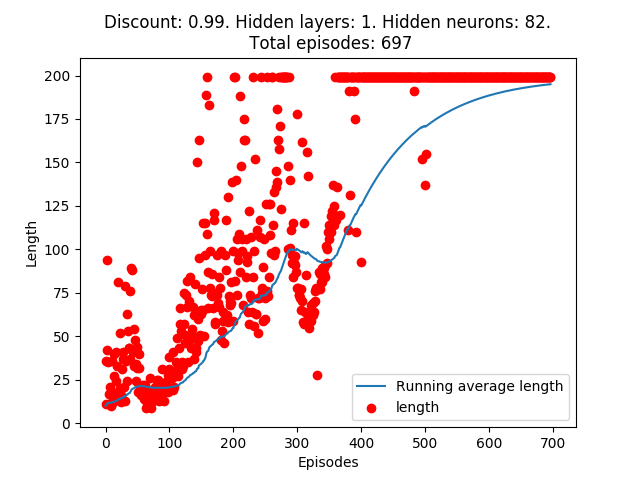 Discount: 0.99. Hidden layers: 1. Hidden neurons: 82.
Total episodes: 697
200
175
150
125
100
75
50
25
0
Length
0 100 200 300 400 500 600 700
Episodes
Running average length
length